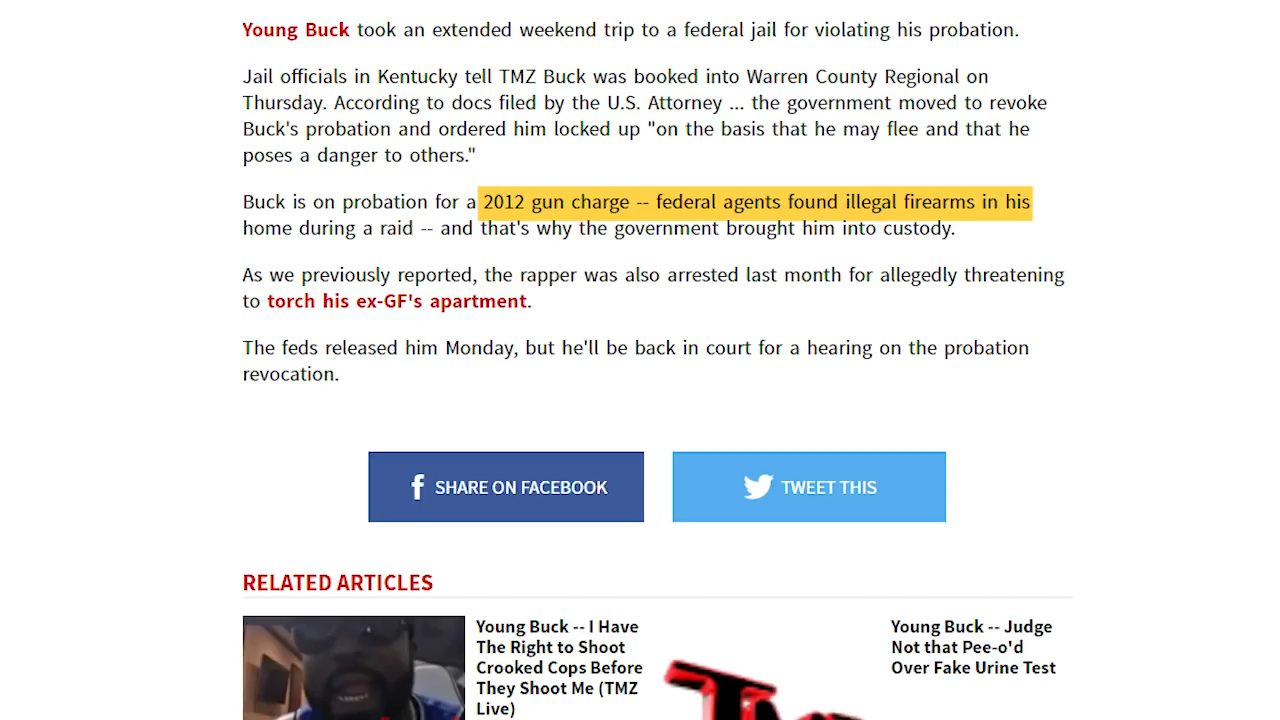 Young Buck took an extended weekend trip to a federal jail for violating his probation.
Jail officials in Kentucky tell TMZ Buck was booked into Warren County Regional on
Thursday. According to docs filed by the U.S. Attorney ... the government moved to revoke
Buck's probation and ordered him locked up "on the basis that he may flee and that he
poses a danger to others."
Buck is on probation for a 2012 gun charge -- federal agents found illegal firearms in his
home during a raid -- and that's why the government brought him into custody.
As we previously reported, the rapper was also arrested last month for allegedly threatening
to torch his ex-GF's apartment.
The feds released him Monday, but he'll be back in court for a hearing on the probation
revocation.
f SHARE ON FACEBOOK
TWEET THIS
RELATED ARTICLES
Young Buck -- I Have
The Right to Shoot
Crooked Cops Before
They Shoot Me (TMZ
Live)
TMZ
Young Buck -- Judge
Not that Pee-o'd
Over Fake Urine Test